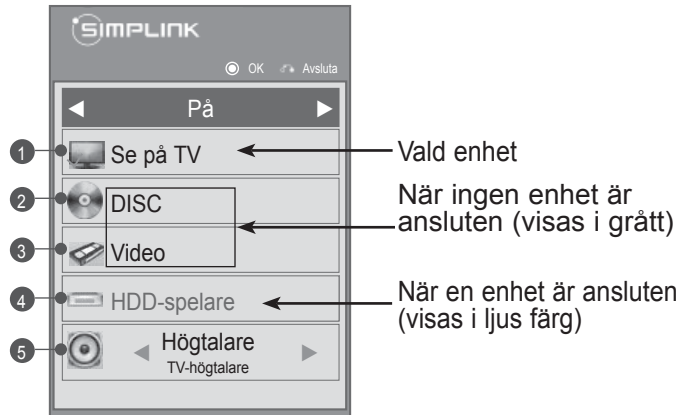 SIMPLINK
OK Avsluta
På
1 Se på TV
Vald enhet
2 DISC
När ingen enhet är
ansluten (visas i grått)
3 Video
4 HDD-spelare
När en enhet är ansluten
(visas i ljus färg)
5 Högtalare
TV-högtalare